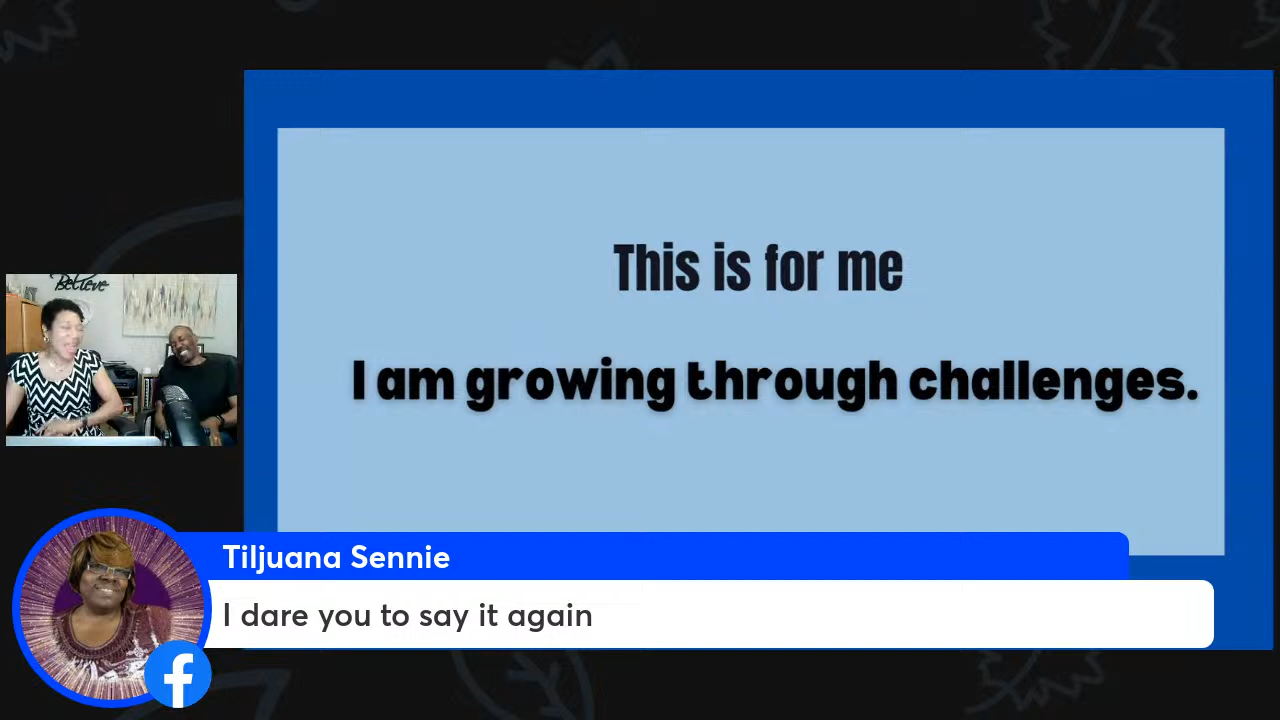 Believe
This is for me
I am growing through challenges.
Tiljuana Sennie
I dare you to say it again